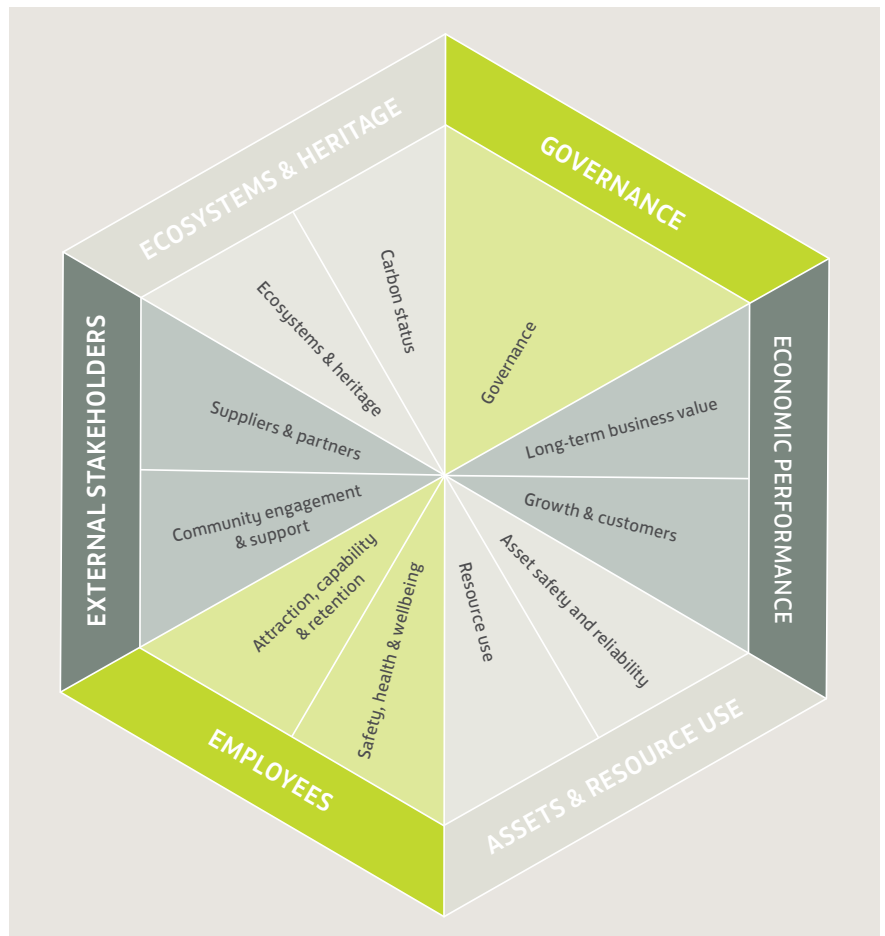 ECOSYSTEMS & HERITAGE
GOVERNANCE
Carbon status
Ecosystems & heritage
Governance
EXTERNAL STAKEHOLDERS
Suppliers & partners
Long-term business value
ECONOMIC PERFORMANCE
Community engagement
& support
Growth & customers
Attraction, capability
& retention
Safety, health & wellbeing
Resource use
Asset safety and reliability
EMPLOYEES
ASSETS & RESOURCE USE